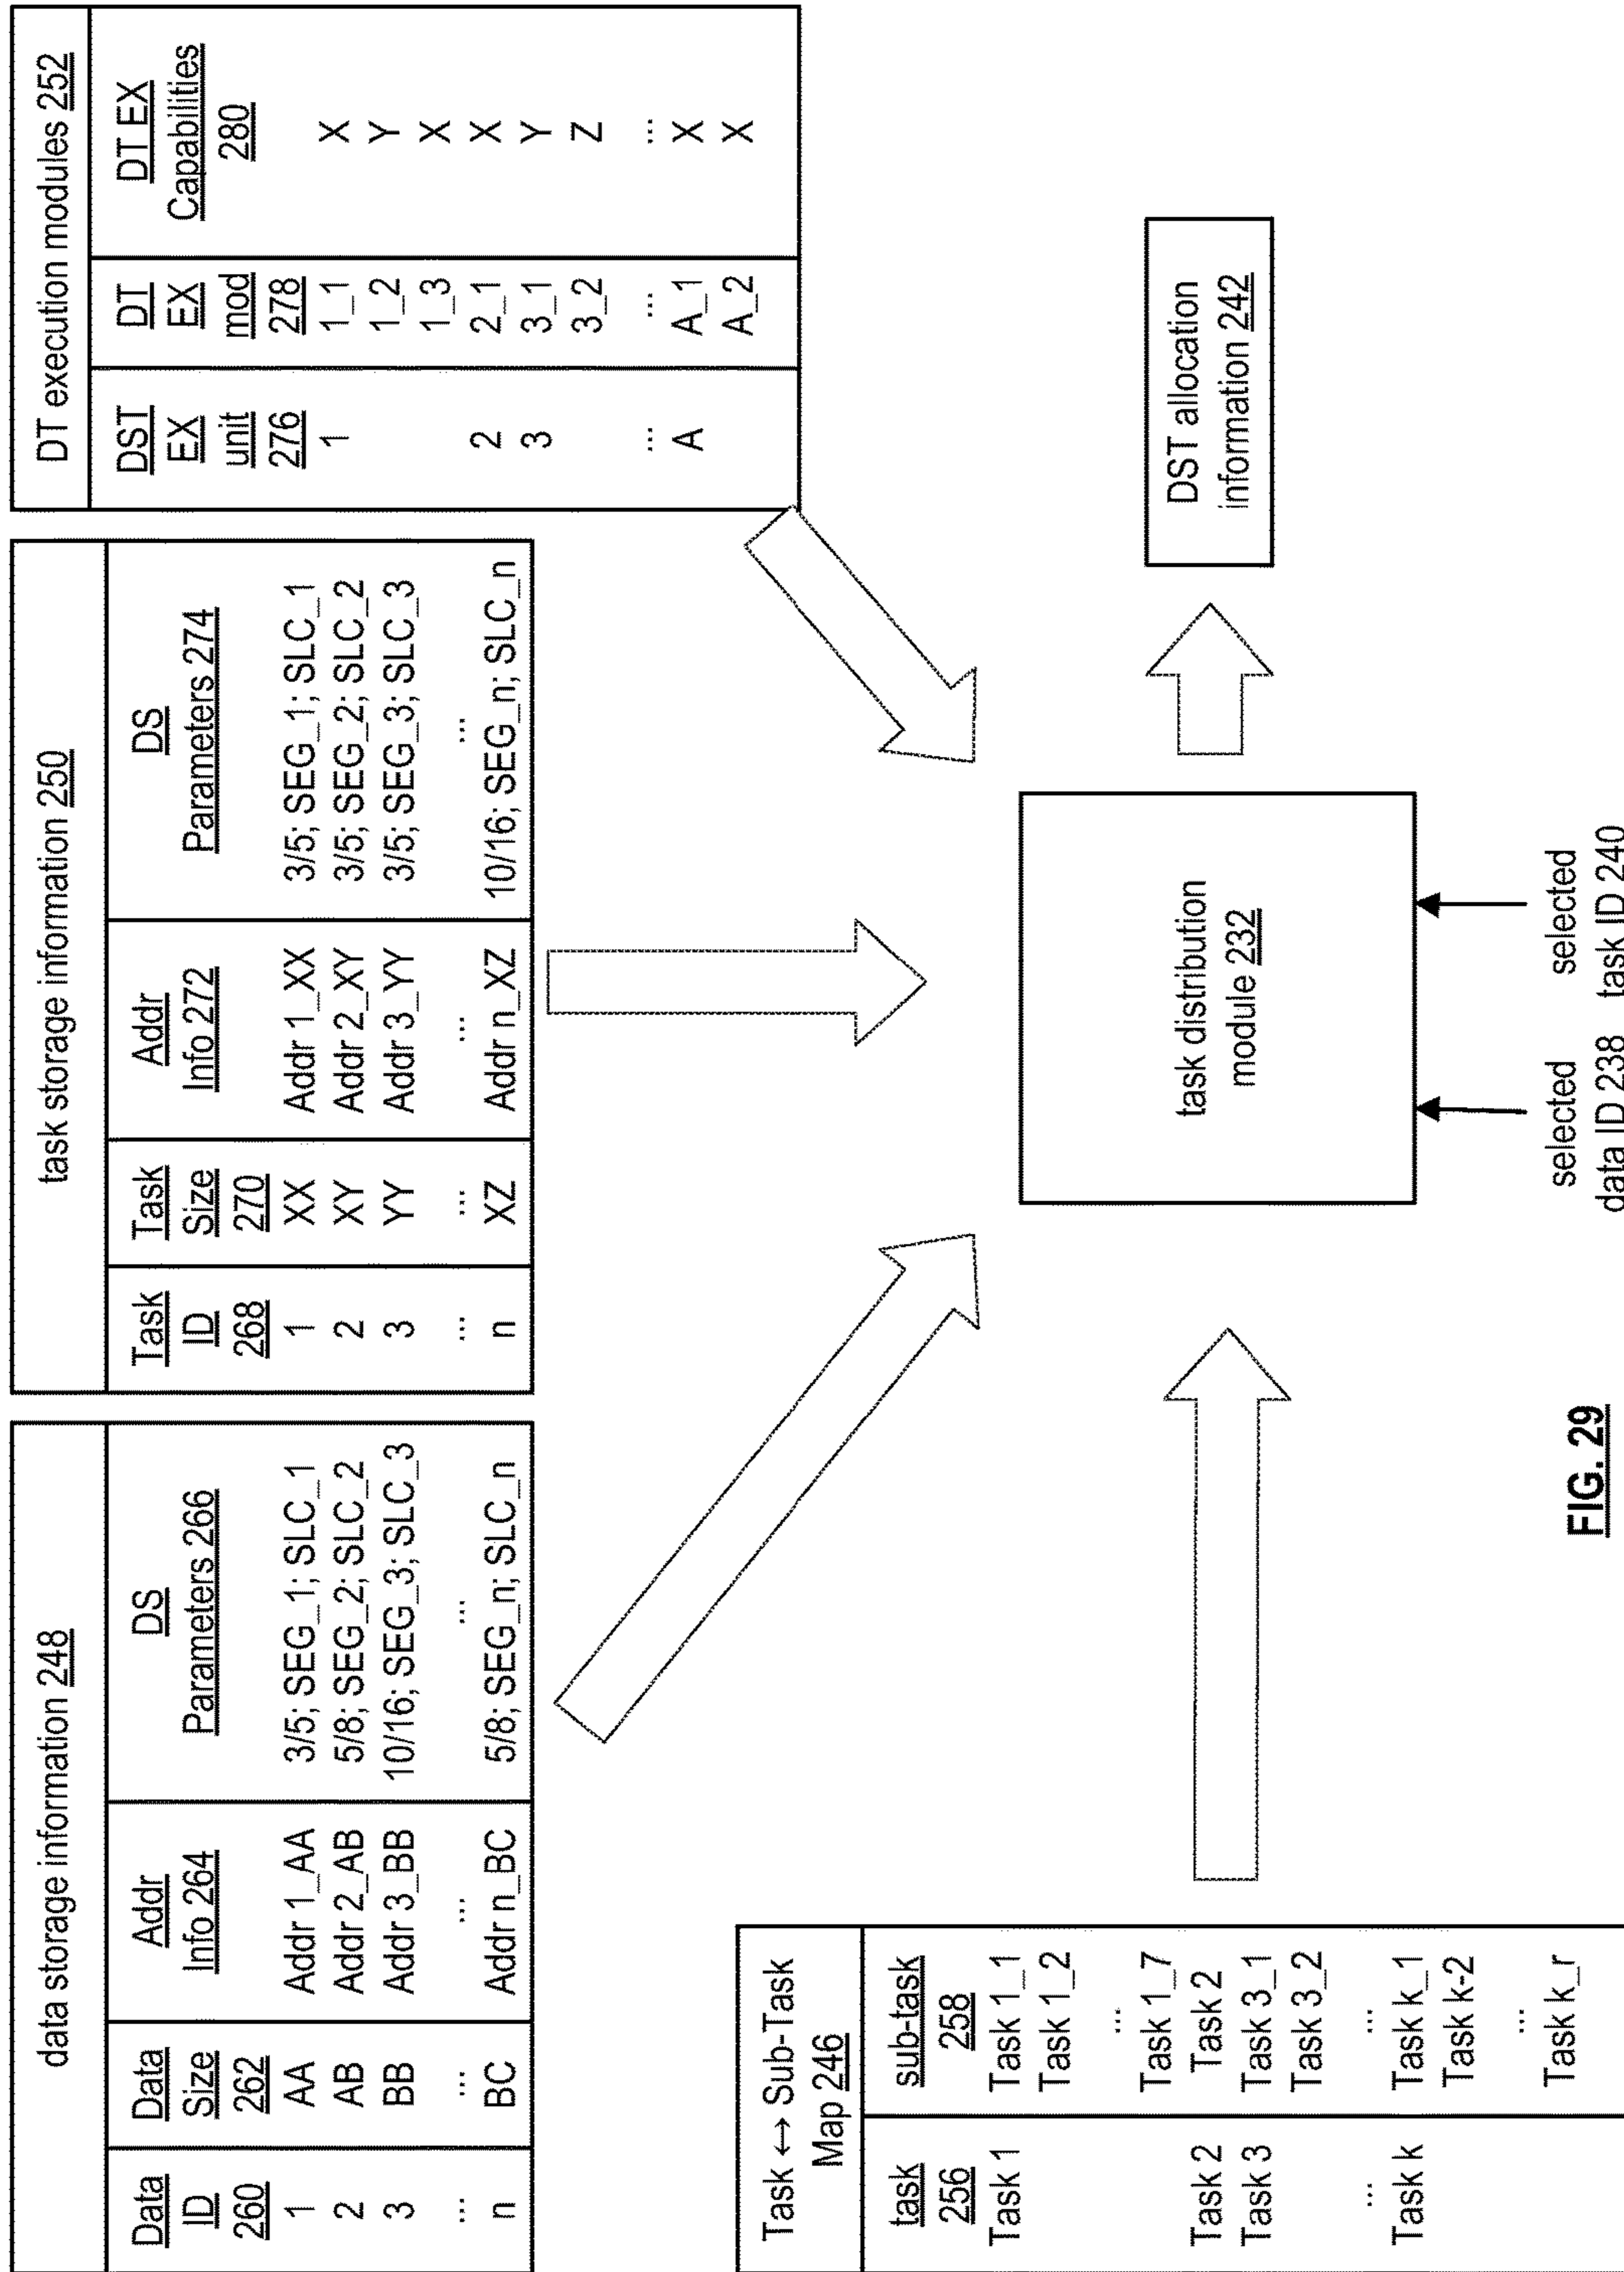 data storage information 248
Data ID 260
Data Size 262
Addr Info 264
DS Parameters 266
1 AA Addr 1_AA 3/5; SEG_1; SLC_1
2 AB Addr 2_AB 5/8; SEG_2; SLC_2
3 BB Addr 3_BB 10/16; SEG_3; SLC_3
... ... ... ...
n BC Addr n_BC 5/8; SEG_n; SLC_n
task storage information 250
Task ID 268
Task Size 270
Addr Info 272
DS Parameters 274
1 XX Addr 1_XX 3/5; SEG_1; SLC_1
2 XY Addr 2_XY 3/5; SEG_2; SLC_2
3 YY Addr 3_YY 3/5; SEG_3; SLC_3
... ... ... ...
n XZ Addr n_XZ 10/16; SEG_n; SLC_n
DT execution modules 252
DST EX unit 276
DT EX mod 278
DT EX Capabilities 280
1 1_1 X
1_2 Y
1_3 X
2 2_1 X
3 3_1 Y
3_2 Z
... ... ...
A A_1 X
A_2 X
Task ↔ Sub-Task
Map 246
task 256
sub-task 258
Task 1 Task 1_1
Task 1_2
...
Task 1_7
Task 2 Task 2
Task 3 Task 3_1
Task 3_2
... ...
Task k Task k_1
Task k-2
...
Task k_r
task distribution
module 232
DST allocation
information 242
selected
data ID 238
selected
task ID 240
FIG. 29